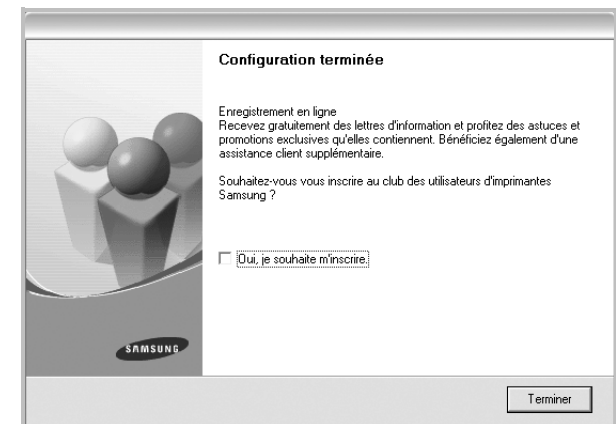 Configuration terminée
Enregistrement en ligne
Recevez gratuitement des lettres d'information et profitez des astuces et
promotions exclusives qu'elles contiennent. Bénéficiez également d'une
assistance client supplémentaire.
Souhaitez-vous vous inscrire au club des utilisateurs d'imprimantes
Samsung ?
Oui, je souhaite m'inscrire.
SAMSUNG
Terminer